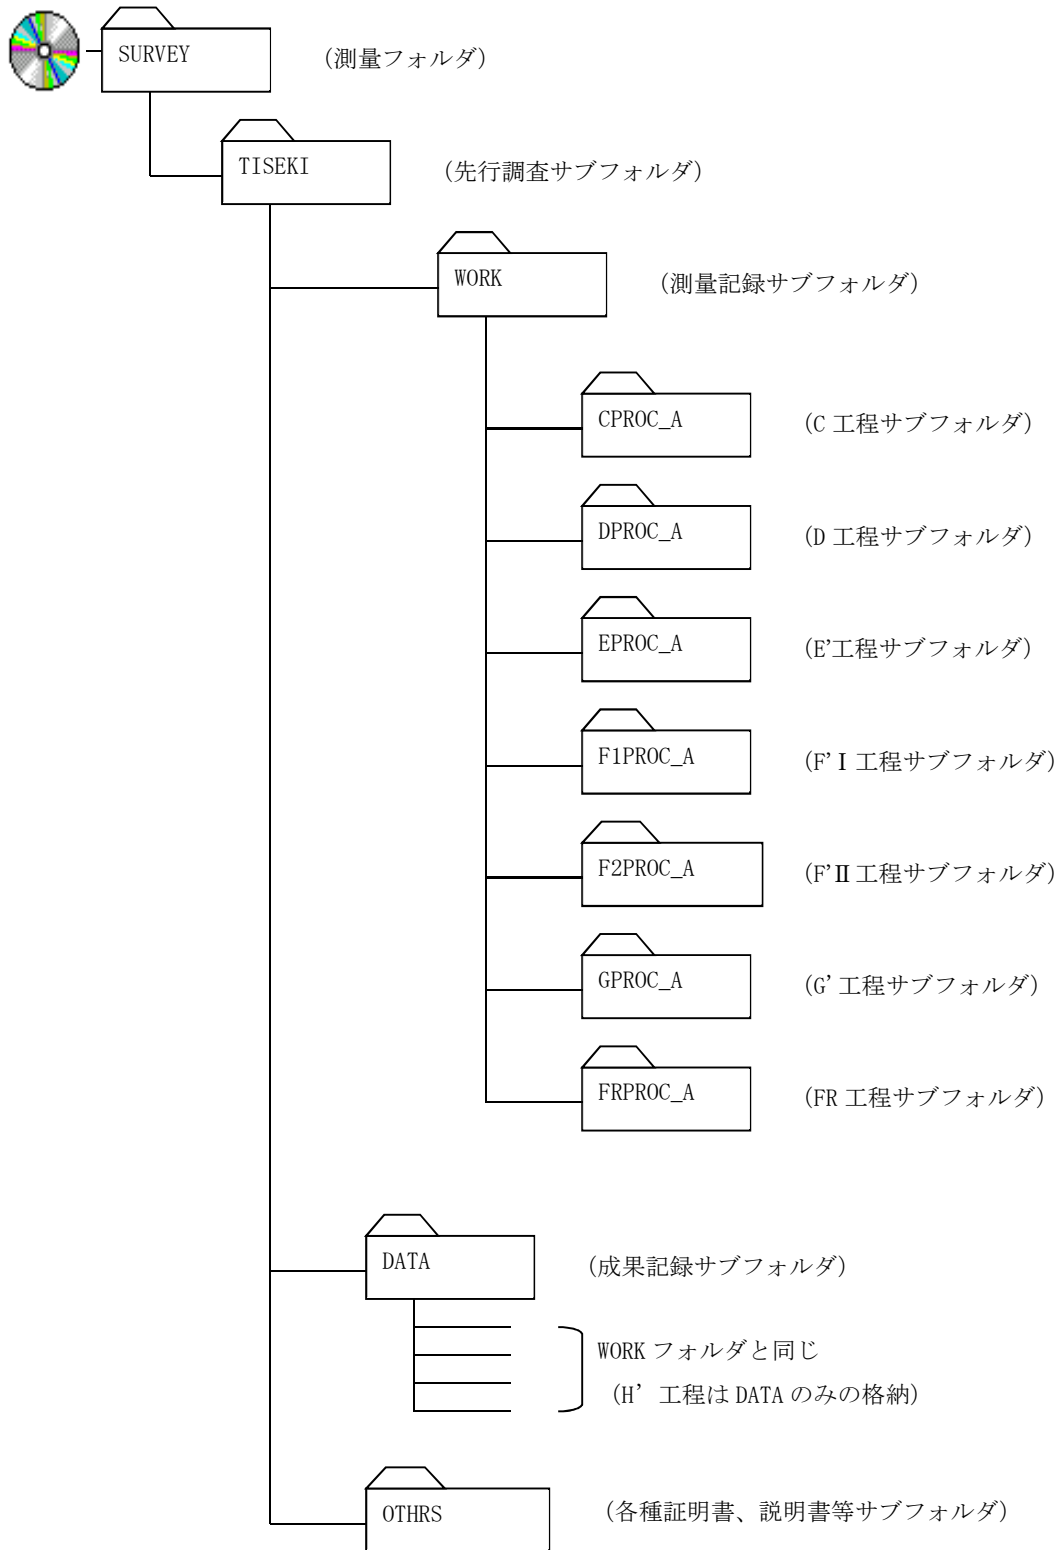 SURVEY (測量フォルダ)
TISEKI (先行調査サブフォルダ)
WORK (測量記録サブフォルダ)
CPROC_A (C 工程サブフォルダ)
DPROC_A (D 工程サブフォルダ)
EPROC_A (E'工程サブフォルダ)
F1PROC_A (F'Ⅰ工程サブフォルダ)
F2PROC_A (F'Ⅱ工程サブフォルダ)
GPROC_A (G' 工程サブフォルダ)
FRPROC_A (FR 工程サブフォルダ)
DATA (成果記録サブフォルダ)
WORK フォルダと同じ
(H' 工程は DATA のみの格納)
OTHRS (各種証明書、説明書等サブフォルダ)